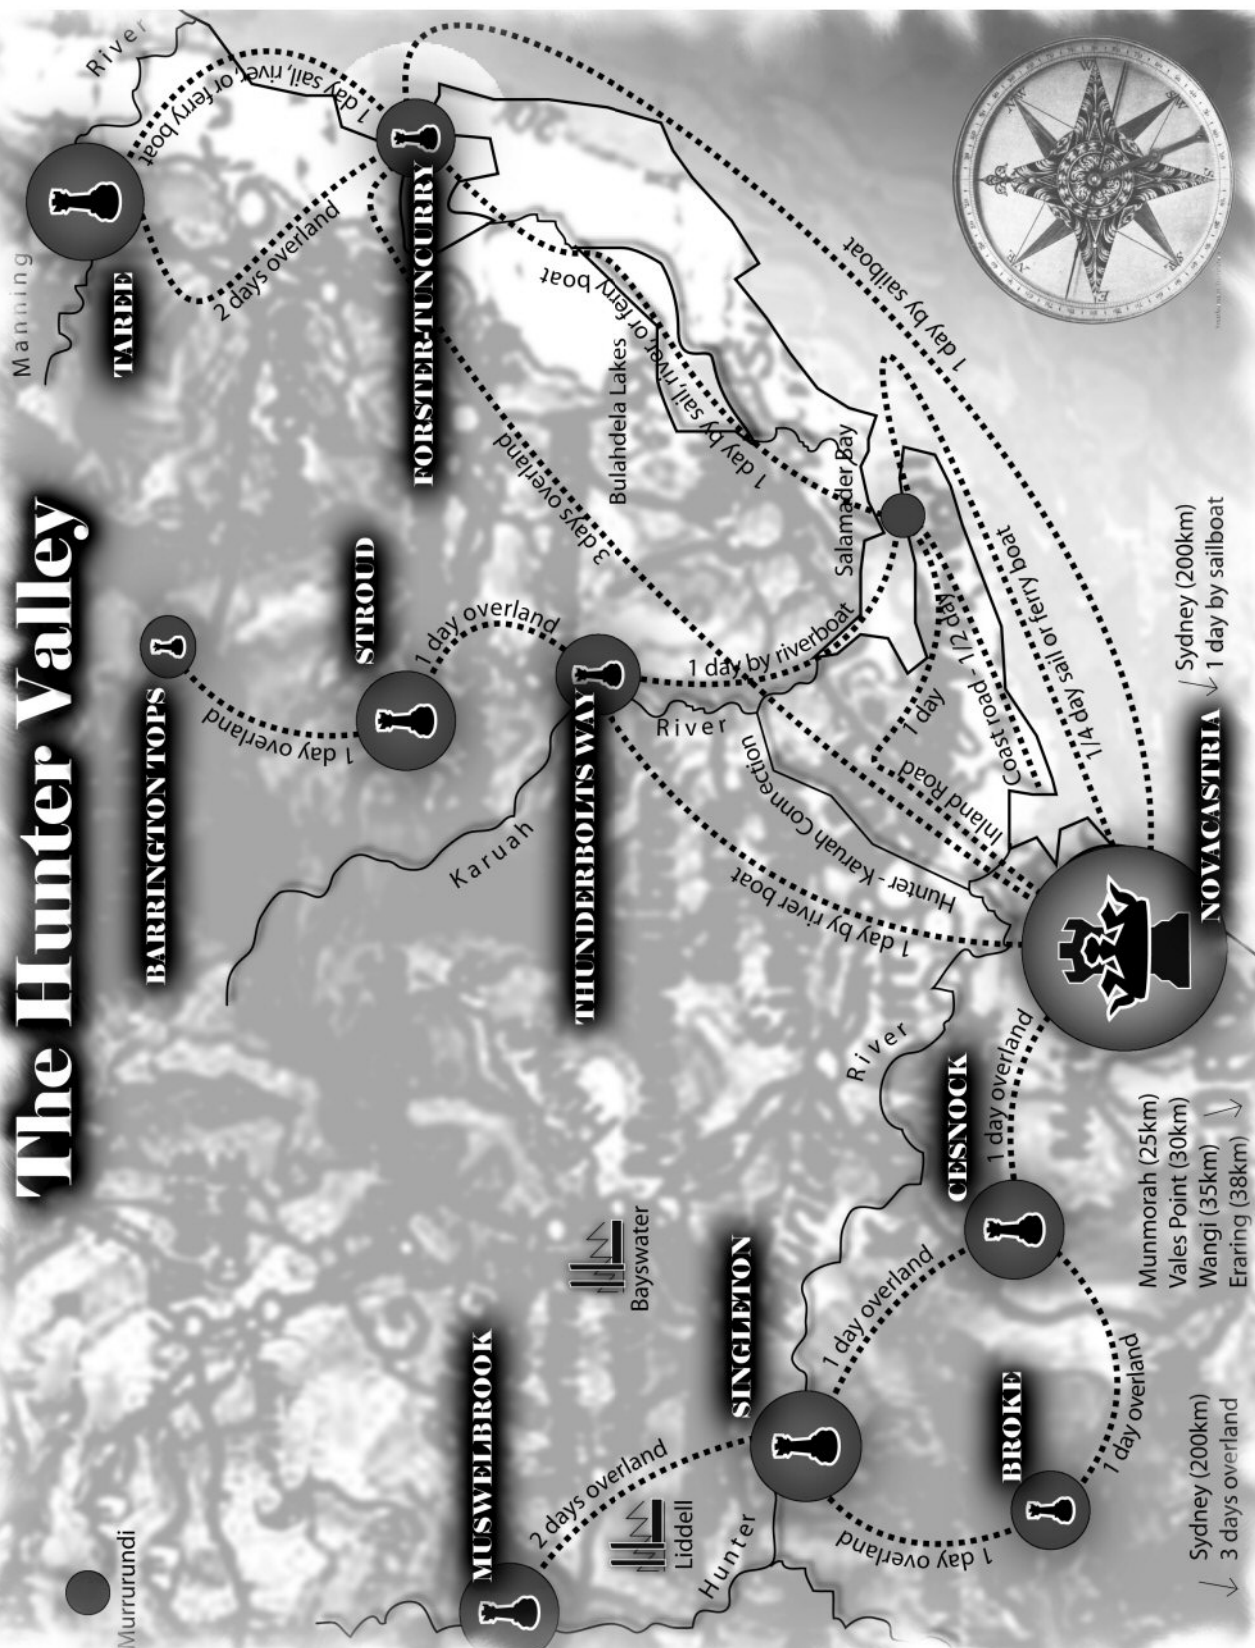 The Hunter Valley
Murrurundi
MUSWELBROOK
2 days overland
Liddell
Bayswater
Hunter
SINGLETON
1 day overland
1 day overland
BROKE
1 day overland
CESNOCK
1 day overland
River
Sydney (200km)
3 days overland
Munmorah (25km)
Vales Point (30km)
Wangi (35km)
Eraring (38km)
NOVACASTRIA
Sydney (200km)
1 day by sailboat
BARRINGTON TOPS
1 day overland
STROUD
1 day overland
Karuah
River
THUNDERBOLTS WAY
1 day by river boat
Hunter - Karuah Connection
1 day by riverboat
Inland Road
1 day
Coast road - 1/2 day
1/4 day sail or ferry boat
1 day by sailboat
Salamader Bay
Bulahdela Lakes
1 day by sail, river, or ferry boat
3 days overland
FORSTER-TUNCURRY
2 days overland
1 day sail, river, or ferry boat
TAREE
Manning
River